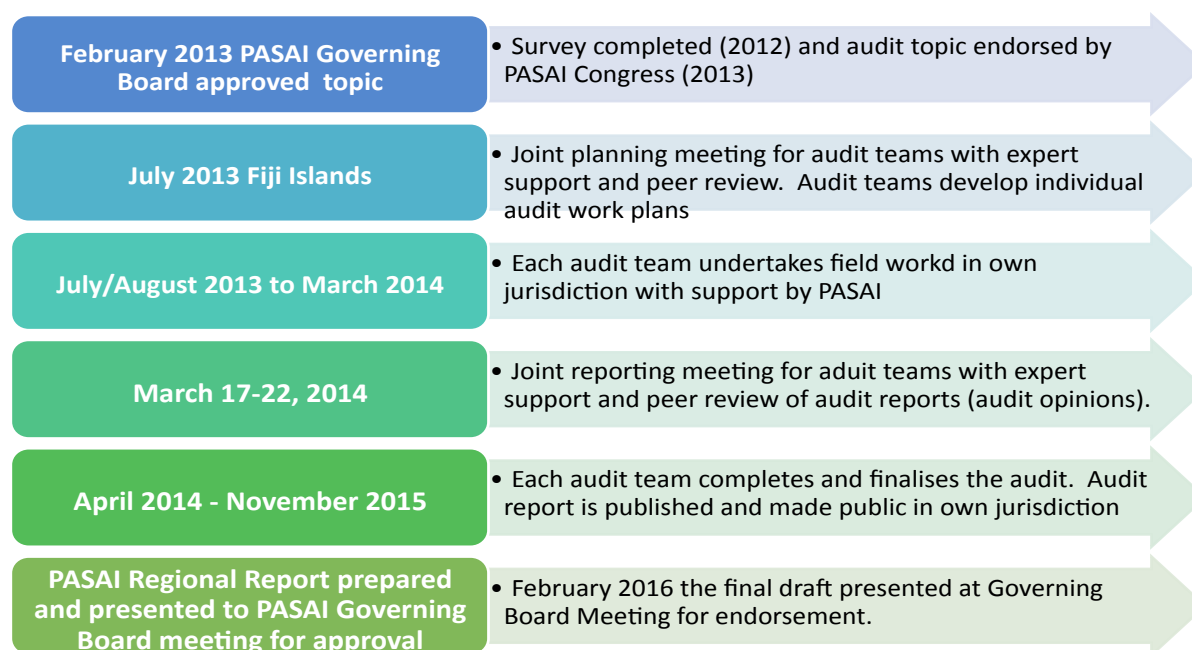 February 2013 PASAI Governing
Board approved  topic
• Survey completed (2012) and audit topic endorsed by
PASAI Congress (2013)
July 2013 Fiji Islands
• Joint planning meeting for audit teams with expert
support and peer review.  Audit teams develop individual
audit work plans
July/August 2013 to March 2014
• Each audit team undertakes field workd in own
jurisdiction with support by PASAI
March 17-22, 2014
• Joint reporting meeting for aduit teams with expert
support and peer review of audit reports (audit opinions).
April 2014 - November 2015
• Each audit team completes and finalises the audit.  Audit
report is published and made public in own jurisdiction
PASAI Regional Report prepared
and presented to PASAI Governing
Board meeting for approval
• February 2016 the final draft presented at Governing
Board Meeting for endorsement.